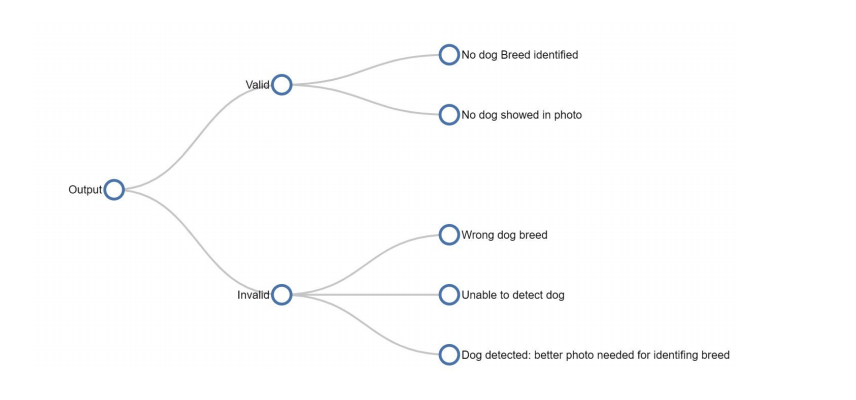 No dog Breed identified
Valid
No dog showed in photo
Output
Wrong dog breed
Invalid
Unable to detect dog
Dog detected: better photo needed for identifing breed